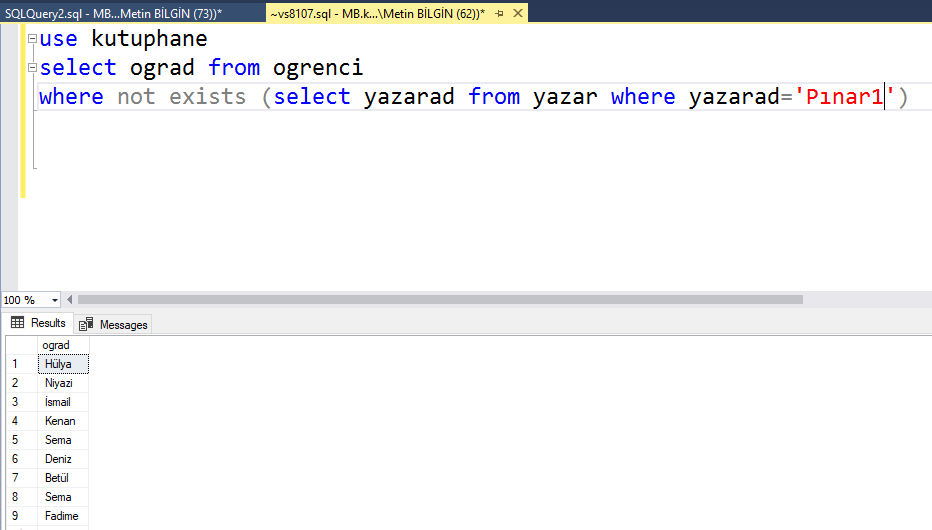 SQLQuery2.sql - MB...Metin BİLGİN (73))* ~vs8107.sql - MB.k...\Metin BİLGİN (62))*
use kutuphane
select ograd from ogrenci
where not exists (select yazarad from yazar where yazarad='Pınar1')
100 %
Results Messages
ograd
1 Hülya
2 Niyazi
3 İsmail
4 Kenan
5 Sema
6 Deniz
7 Betül
8 Sema
9 Fadime